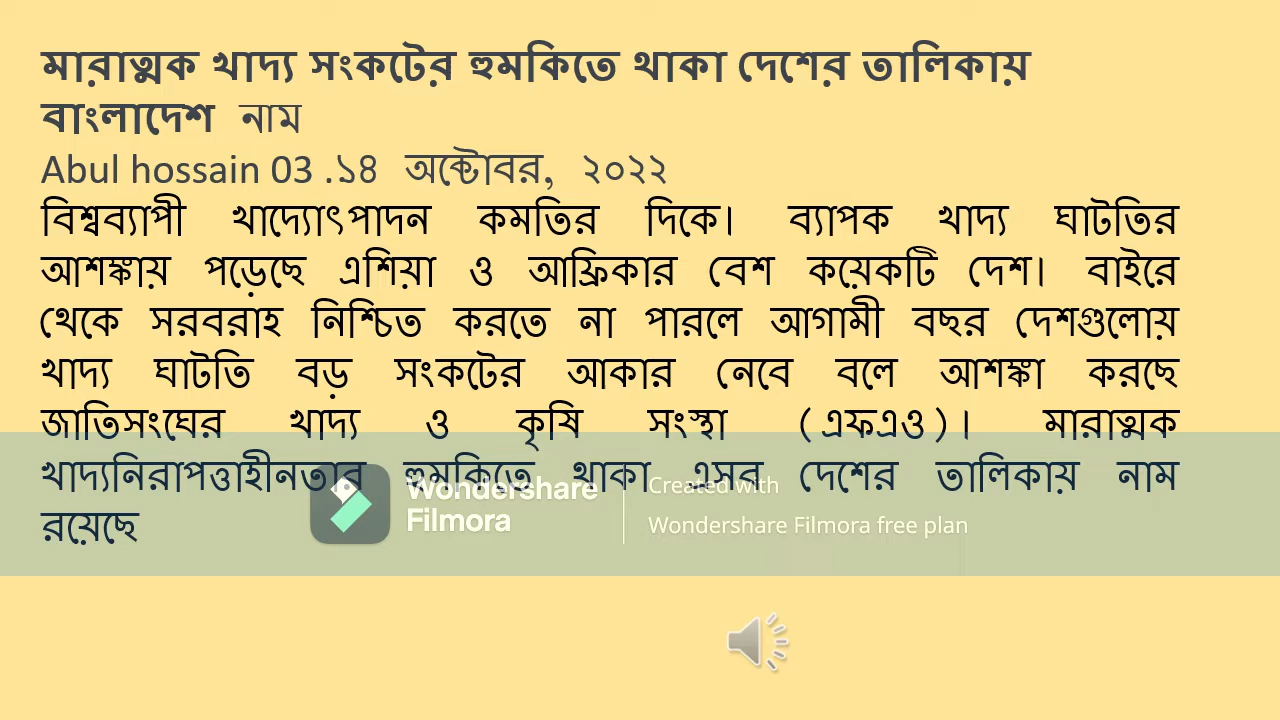 মারাত্মক খাদ্য সংকটের হুমকিতে থাকা দেশের তালিকায়
বাংলাদেশ নাম
Abul hossain 03 .১৪ অক্টোবর, ২০২২
বিশ্বব্যাপী খাদ্যোৎপাদন কমতির দিকে। ব্যাপক খাদ্য ঘাটতির
আশঙ্কায় পড়েছে এশিয়া ও আফ্রিকার বেশ কয়েকটি দেশ। বাইরে
থেকে সরবরাহ নিশ্চিত করতে না পারলে আগামী বছর দেশগুলোয়
খাদ্য ঘাটতি বড় সংকটের আকার নেবে বলে আশঙ্কা করছে
জাতিসংঘের খাদ্য ও কৃষি সংস্থা (এফএও)। মারাত্মক
খাদ্যনিরাপত্তাহীনতার হুমকিতে থাকা এসব দেশের তালিকায় নাম
রয়েছে
Wondershare
Filmora
Created with
Wondershare Filmora free plan